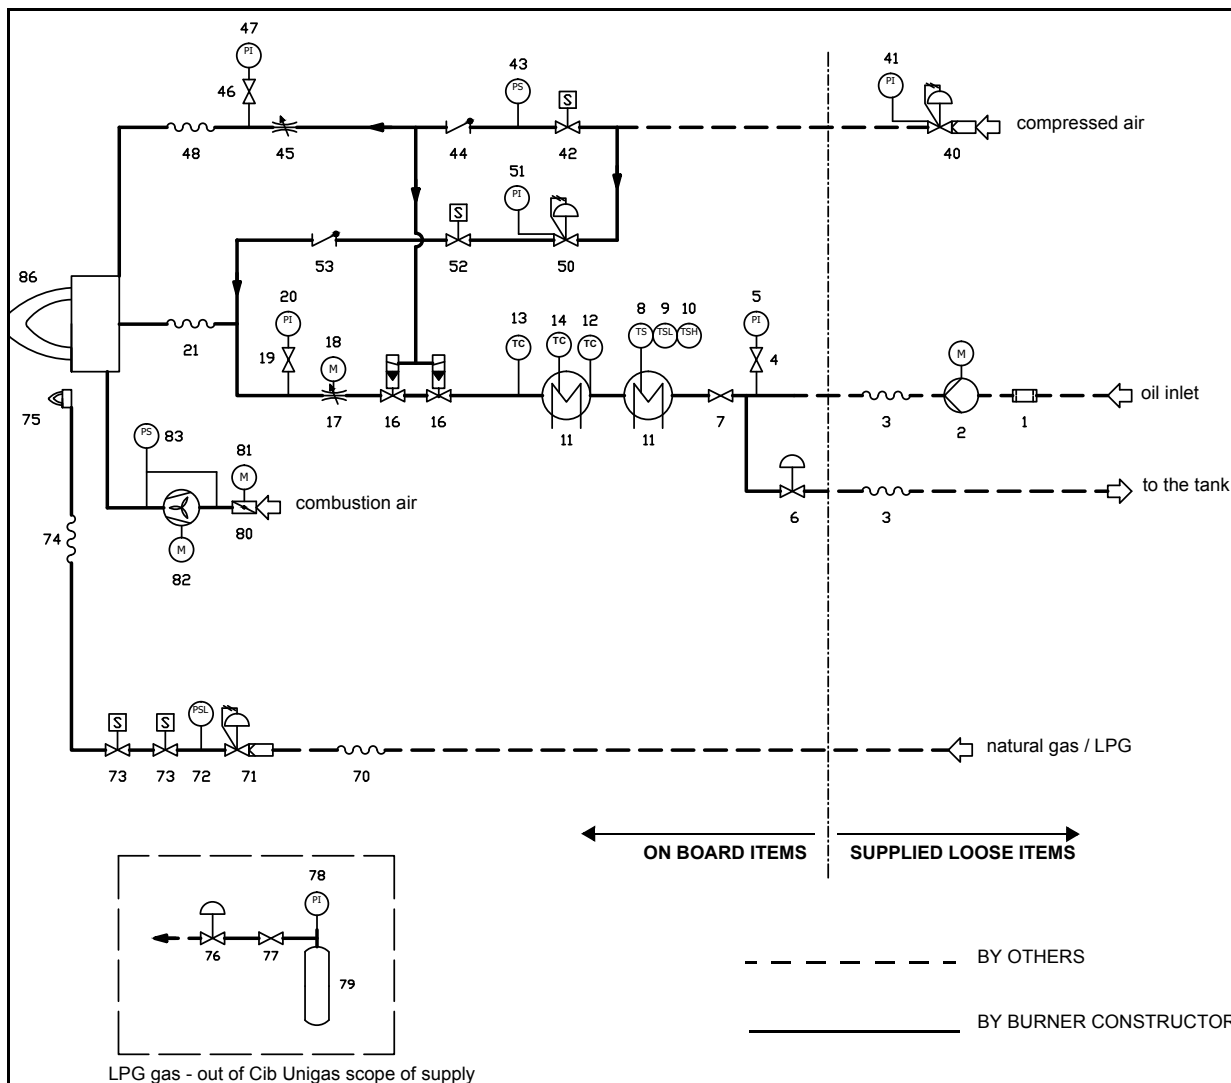 47
PI
46
48
45
43
PS
44
S
42
41
PI
40
compressed air
51
PI
S
53
52
50
86
21
20
PI
19
18
M
17
16
16
13
TC
14
TC
12
TC
11
8
TS
9
TSL
10
TSH
11
5
PI
4
7
6
3
M
2
1
oil inlet
3
to the tank
75
PS
83
81
M
combustion air
80
M
82
74
S
73
S
73
PSL
72
71
70
natural gas / LPG
ON BOARD ITEMS
SUPPLIED LOOSE ITEMS
78
PI
76
77
79
LPG gas - out of Cib Unigas scope of supply
BY OTHERS
BY BURNER CONSTRUCTOR